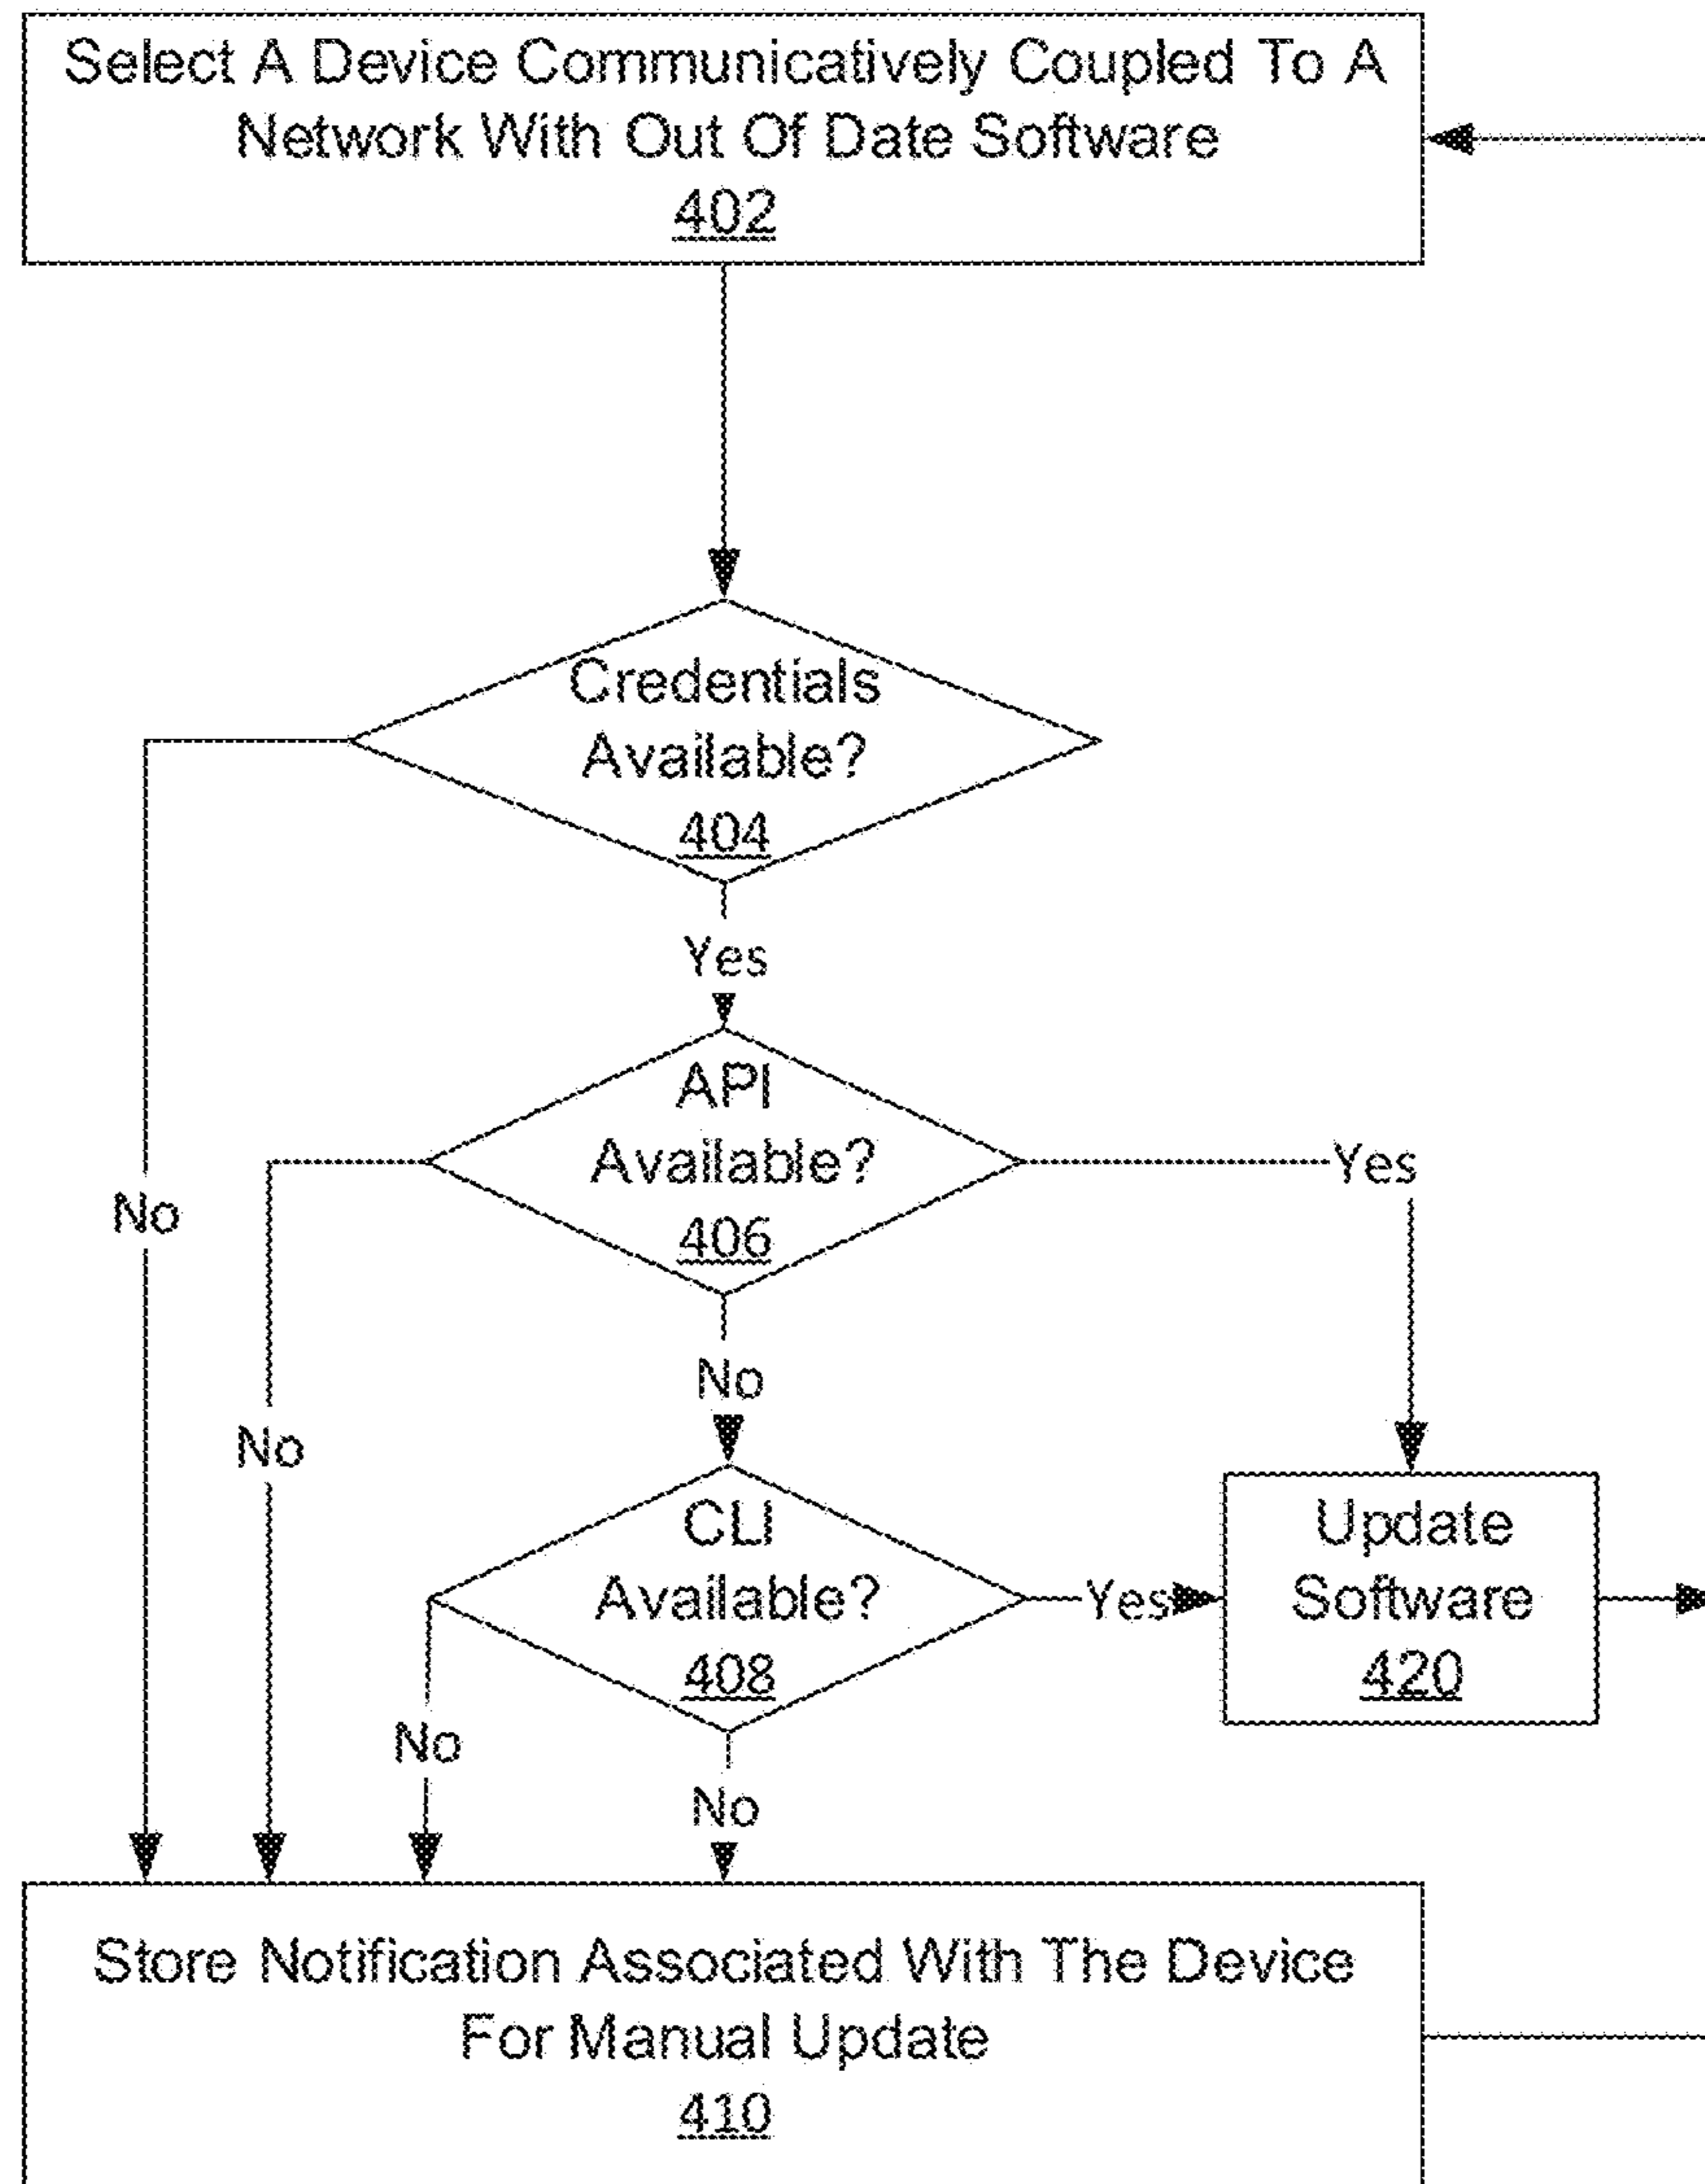 Select A Device Communicatively Coupled To A
Network With Out Of Date Software
402
Credentials
Available?
404
Yes
API
Available?
406
Yes
No
No
No
CLI
Available?
408
Yes
Update
Software
420
No
No
Store Notification Associated With The Device
For Manual Update
410